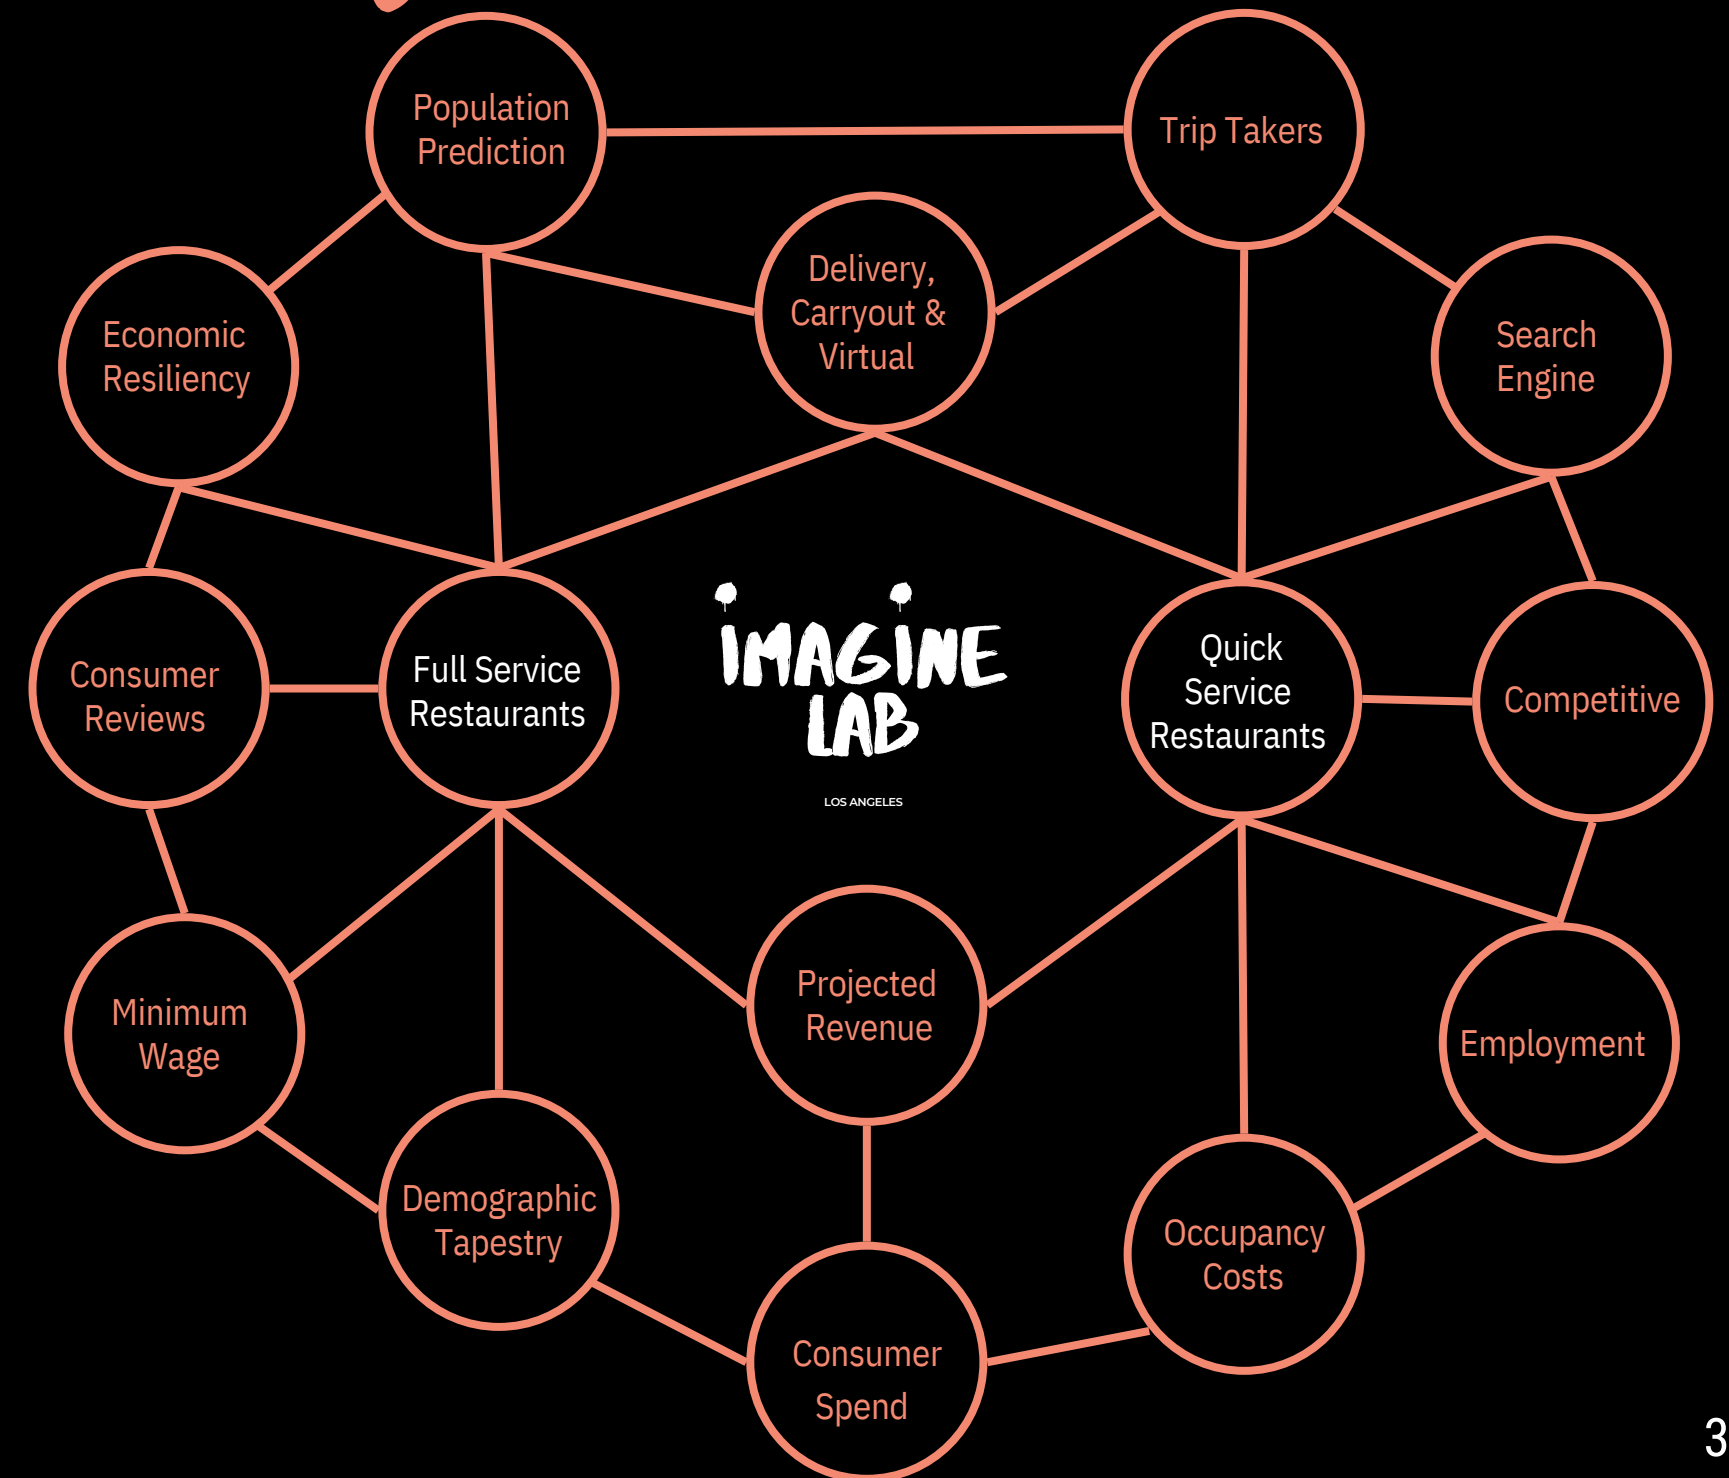 Population
Prediction
Trip Takers
Delivery,
Carryout &
Virtual
Economic
Resiliency
Search
Engine
Consumer
Reviews
Full Service
Restaurants
IMAGINE
LAB
LOS ANGELES
Quick
Service
Restaurants
Competitive
Minimum
Wage
Projected
Revenue
Employment
Demographic
Tapestry
Occupancy
Costs
Consumer
Spend
3